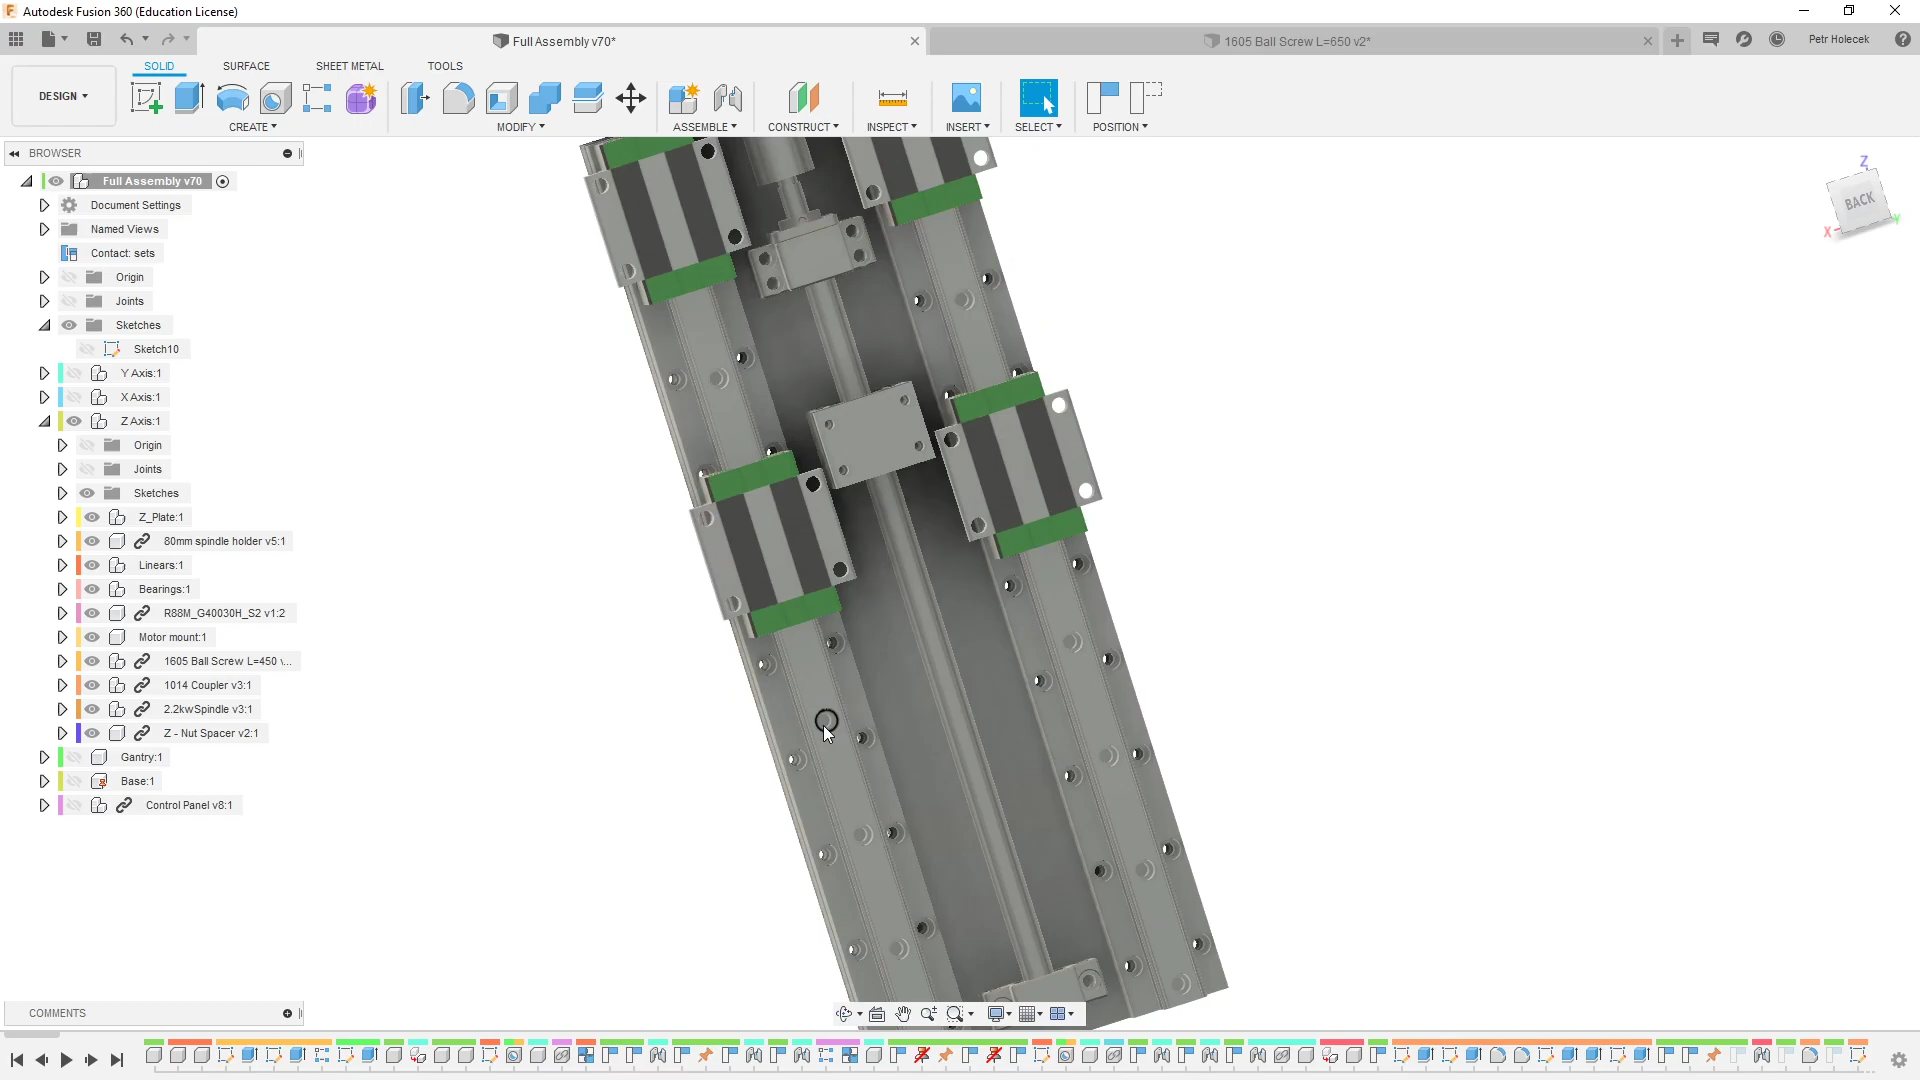 Autodesk Fusion 360 (Education License)
Full Assembly v70*
1605 Ball Screw L=650 v2*
Petr Holecek
DESIGN
SOLID
SURFACE
SHEET METAL
TOOLS
CREATE
MODIFY
ASSEMBLE
CONSTRUCT
INSPECT
INSERT
SELECT
POSITION
BROWSER
Full Assembly v70
Document Settings
Named Views
Contact: sets
Origin
Joints
Sketches
Sketch10
Y Axis:1
X Axis:1
Z Axis:1
Origin
Joints
Sketches
Z_Plate:1
80mm spindle holder v5:1
Linears:1
Bearings:1
R88M_G40030H_S2 v1:2
Motor mount:1
1605 Ball Screw L=450 v...
1014 Coupler v3:1
2.2kwSpindle v3:1
Z - Nut Spacer v2:1
Gantry:1
Base:1
Control Panel v8:1
Z
BACK
X
Y
COMMENTS